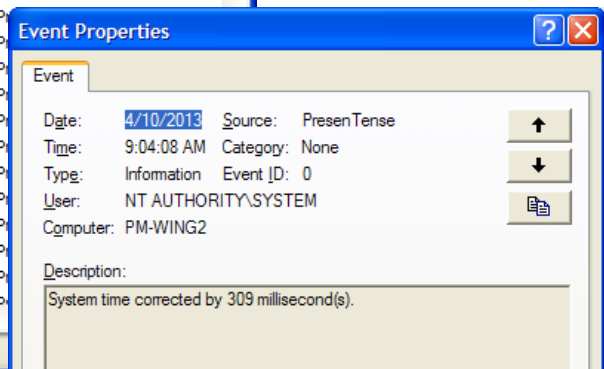 Event Properties
Event
Date: 4/10/2013 Source: PresenTense
Time: 9:04:08 AM Category: None
Type: Information Event ID: 0
User: NT AUTHORITY\SYSTEM
Computer: PM-WING2
Description:
System time corrected by 309 millisecond(s).